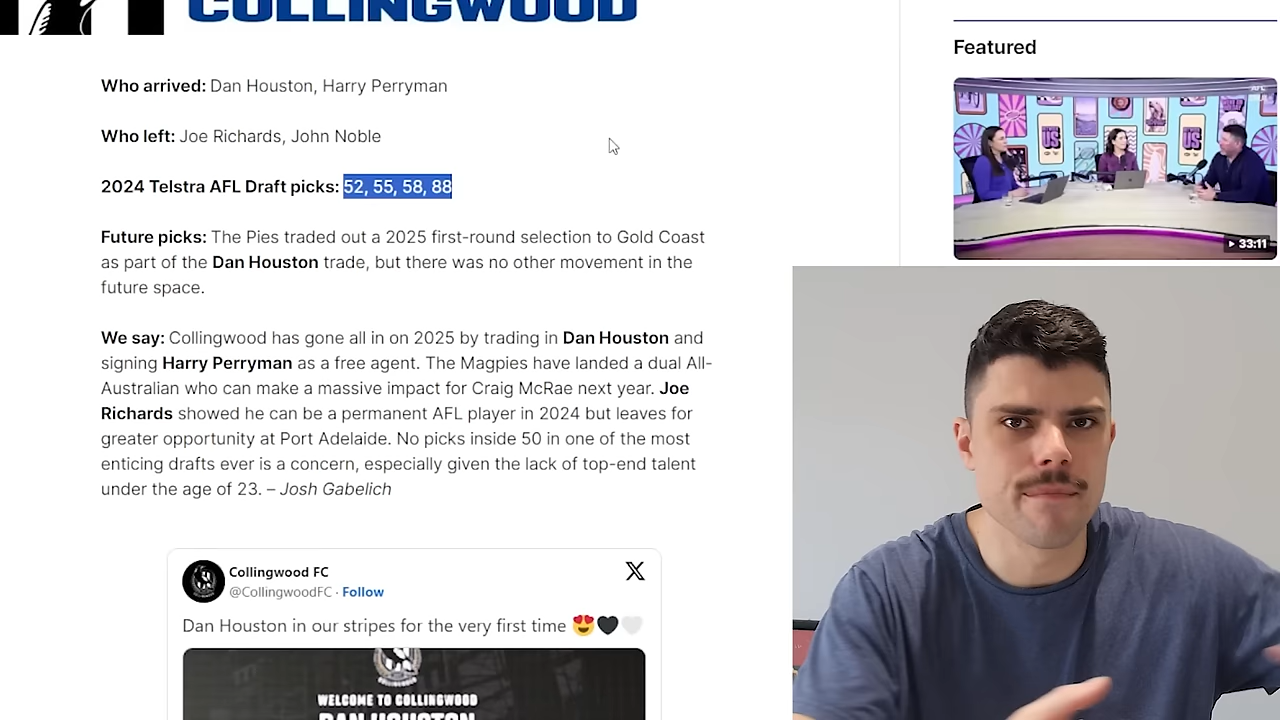 COLLINGWOOD
Who arrived: Dan Houston, Harry Perryman
Who left: Joe Richards, John Noble
2024 Telstra AFL Draft picks: 52, 55, 58, 88
Future picks: The Pies traded out a 2025 first-round selection to Gold Coast
as part of the Dan Houston trade, but there was no other movement in the
future space.
We say: Collingwood has gone all in on 2025 by trading in Dan Houston and
signing Harry Perryman as a free agent. The Magpies have landed a dual All-
Australian who can make a massive impact for Craig McRae next year. Joe
Richards showed he can be a permanent AFL player in 2024 but leaves for
greater opportunity at Port Adelaide. No picks inside 50 in one of the most
enticing drafts ever is a concern, especially given the lack of top-end talent
under the age of 23. – Josh Gabelich
Collingwood FC
@CollingwoodFC · Follow
Dan Houston in our stripes for the very first time 😍🖤🤍
WELCOME TO COLLINGWOOD
DAN HOUSTON
Featured
AFL
US
US
33:11